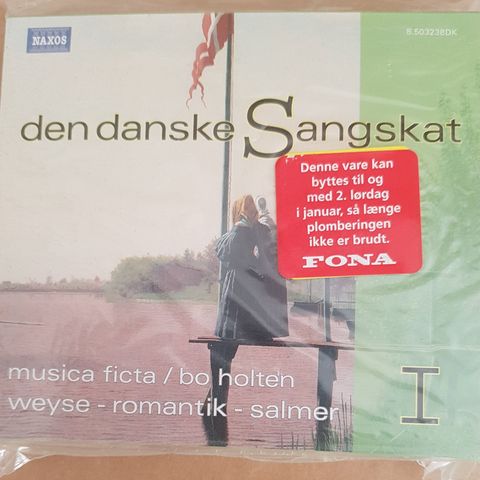 NAXOS
8.503238DK
den danske Sangskat
Denne vare kan
byttes til og
med 2. lørdag
i januar, så længe
plomberingen
ikke er brudt.
FONA
musica ficta / bo holten
weyse - romantik - salmer
I